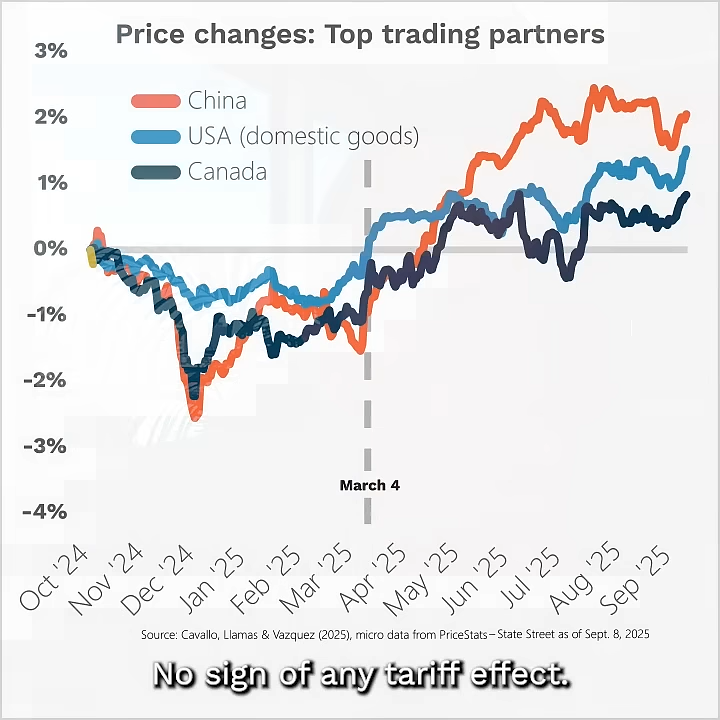 Price changes: Top trading partners
3%
China
2%
USA (domestic goods)
Canada
1%
0%
-1%
-2%
-3%
March 4
-4%
Oct '24
Nov '24
Dec '24
Jan '25
Feb '25
Mar '25
Apr '25
May '25
Jun '25
Jul '25
Aug '25
Sep '25
Source: Cavallo, Llamas & Vazquez (2025), micro data from PriceStats–State Street as of Sept. 8, 2025
No sign of any tariff effect.